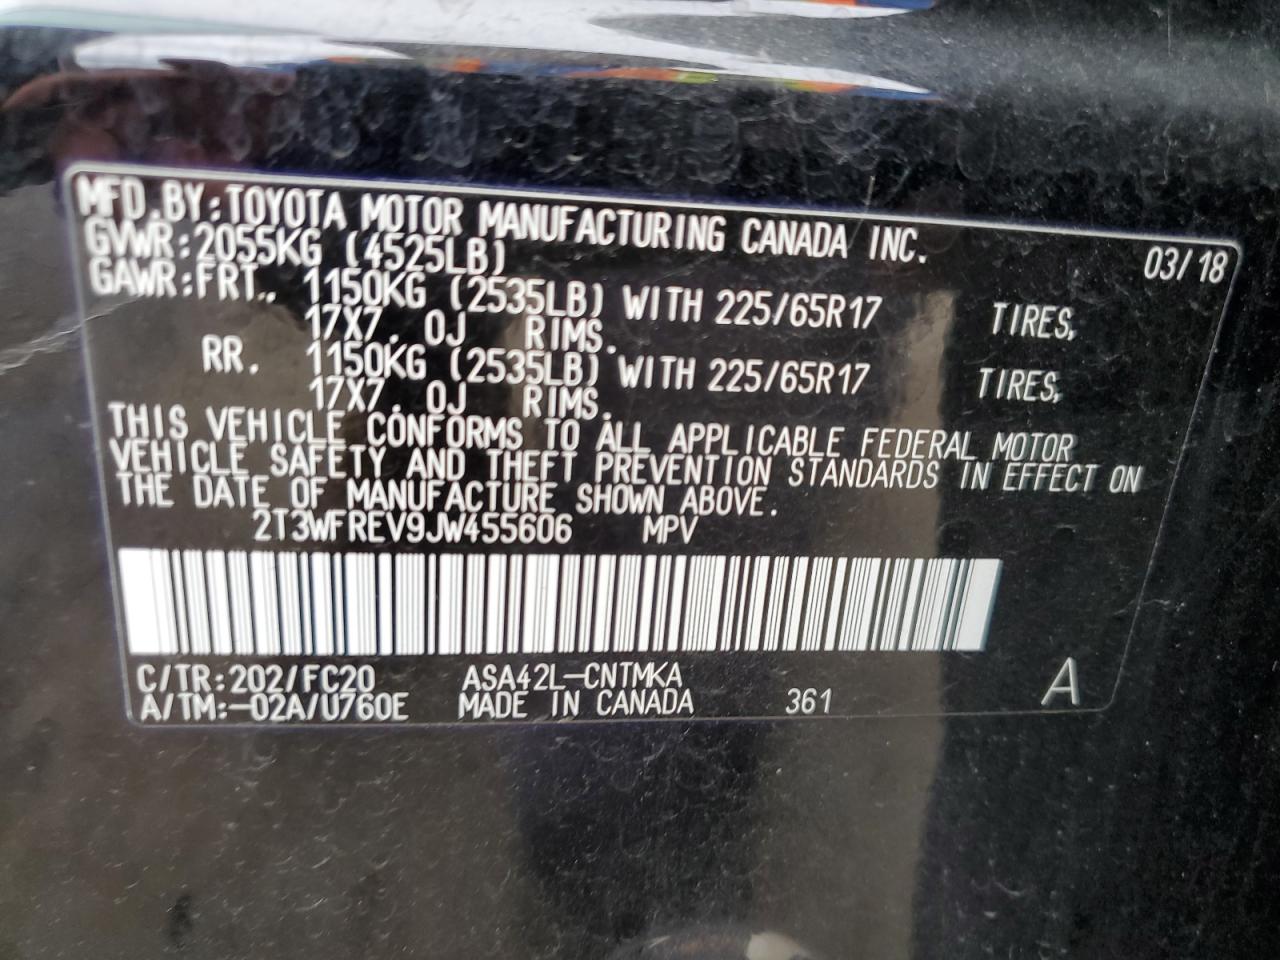 MFD.BY:TOYOTA MOTOR MANUFACTURING CANADA INC. 03/18
GVWR:2055KG (4525LB)
GAWR:FRT., 1150KG (2535LB) WITH 225/65R17 TIRES,
17X7. 0J RIMS.
RR. 1150KG (2535LB) WITH 225/65R17 TIRES,
17X7. 0J RIMS.
THIS VEHICLE CONFORMS TO ALL APPLICABLE FEDERAL MOTOR
VEHICLE SAFETY AND THEFT PREVENTION STANDARDS IN EFFECT ON
THE DATE OF MANUFACTURE SHOWN ABOVE.
2T3WFREV9JW455606 MPV
C/TR:202/FC20 ASA42L-CNTMKA
A/TM:-02A/U760E MADE IN CANADA 361 A